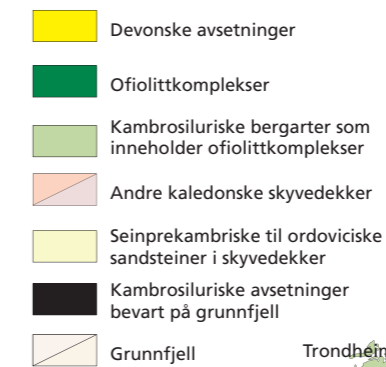 Devonske avsetninger
Ofiolittkomplekser
Kambrosiluriske bergarter som
inneholder ofiolittkomplekser
Andre kaledonske skyvedekker
Seinprekambriske til ordoviciske
sandsteiner i skyvedekker
Kambrosiluriske avsetninger
bevart på grunnfjell
Grunnfjell
Trondheim